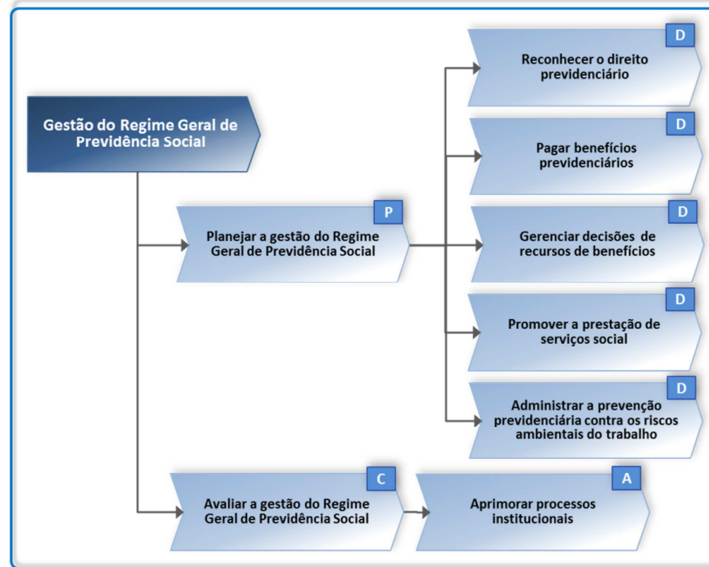 Gestão do Regime Geral de
Previdência Social
P
Planejar a gestão do Regime
Geral de Previdência Social
D
Reconhecer o direito
previdenciário
D
Pagar benefícios
previdenciários
D
Gerenciar decisões de
recursos de benefícios
D
Promover a prestação de
serviços social
D
Administrar a prevenção
previdenciária contra os riscos
ambientais do trabalho
C
Avaliar a gestão do Regime
Geral de Previdência Social
A
Aprimorar processos
institucionais